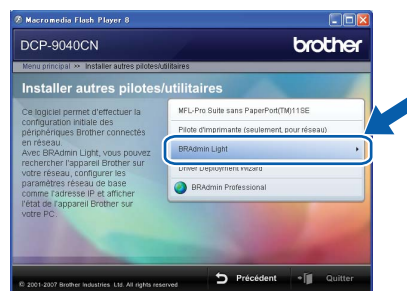 Macromedia Flash Player 8
DCP-9040CN
brother
Menu principal >> Installer autres pilotes/utilitaires
Installer autres pilotes/utilitaires
Ce logiciel permet d'effectuer la
configuration initiale des
périphériques Brother connectés
en réseau.
Avec BRAdmin Light, vous pouvez
rechercher l'appareil Brother sur
votre réseau, configurer les
paramètres réseau de base
comme l'adresse IP et afficher
l'état de l'appareil Brother sur
votre PC.
MFL-Pro Suite sans PaperPort(TM)11SE
Pilote d'imprimante (seulement, pour réseau)
BRAdmin Light
Driver Deployment Wizard
BRAdmin Professional
© 2001-2007 Brother Industries Ltd. All rights reserved
Précédent
Quitter